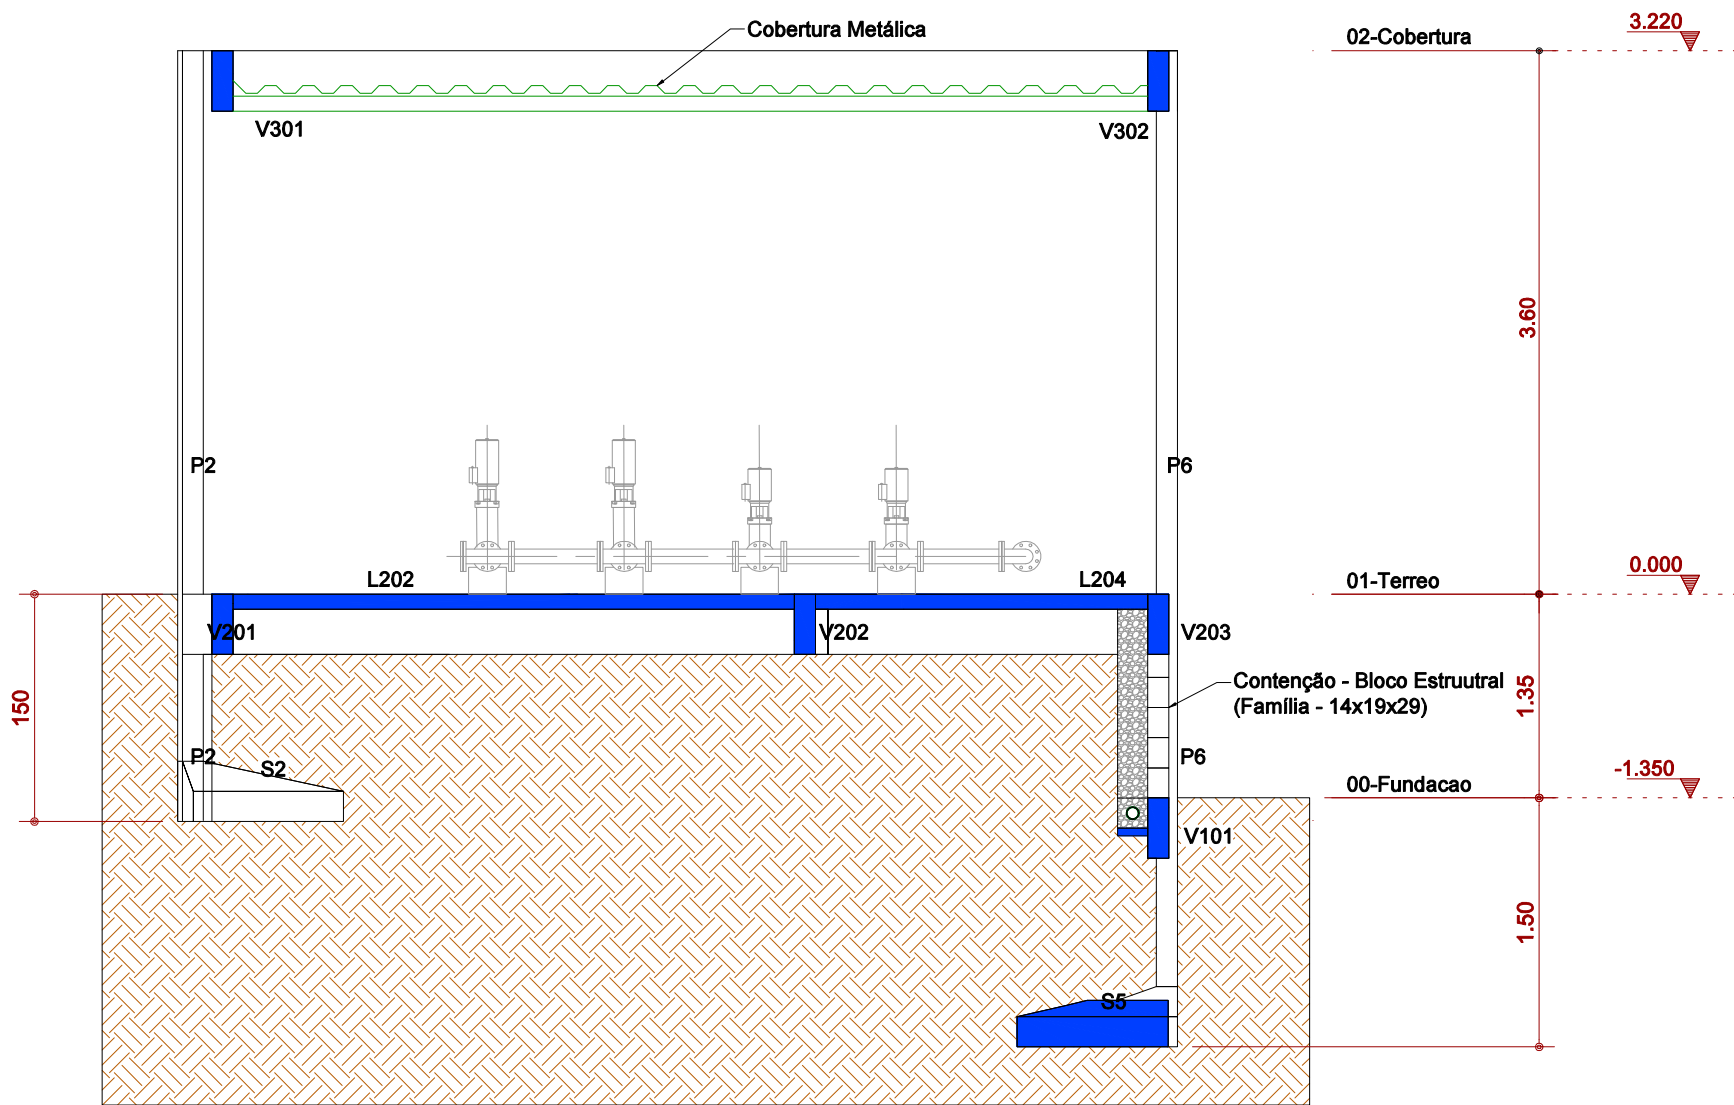 Cobertura Metálica
02-Cobertura
3.220
V301
V302
3.60
P2
P6
L202
L204
01-Terreo
0.000
V201
V202
V203
150
Contenção - Bloco Estruutral
(Família - 14x19x29)
1.35
P2
S2
P6
00-Fundacao
-1.350
V101
1.50
S5